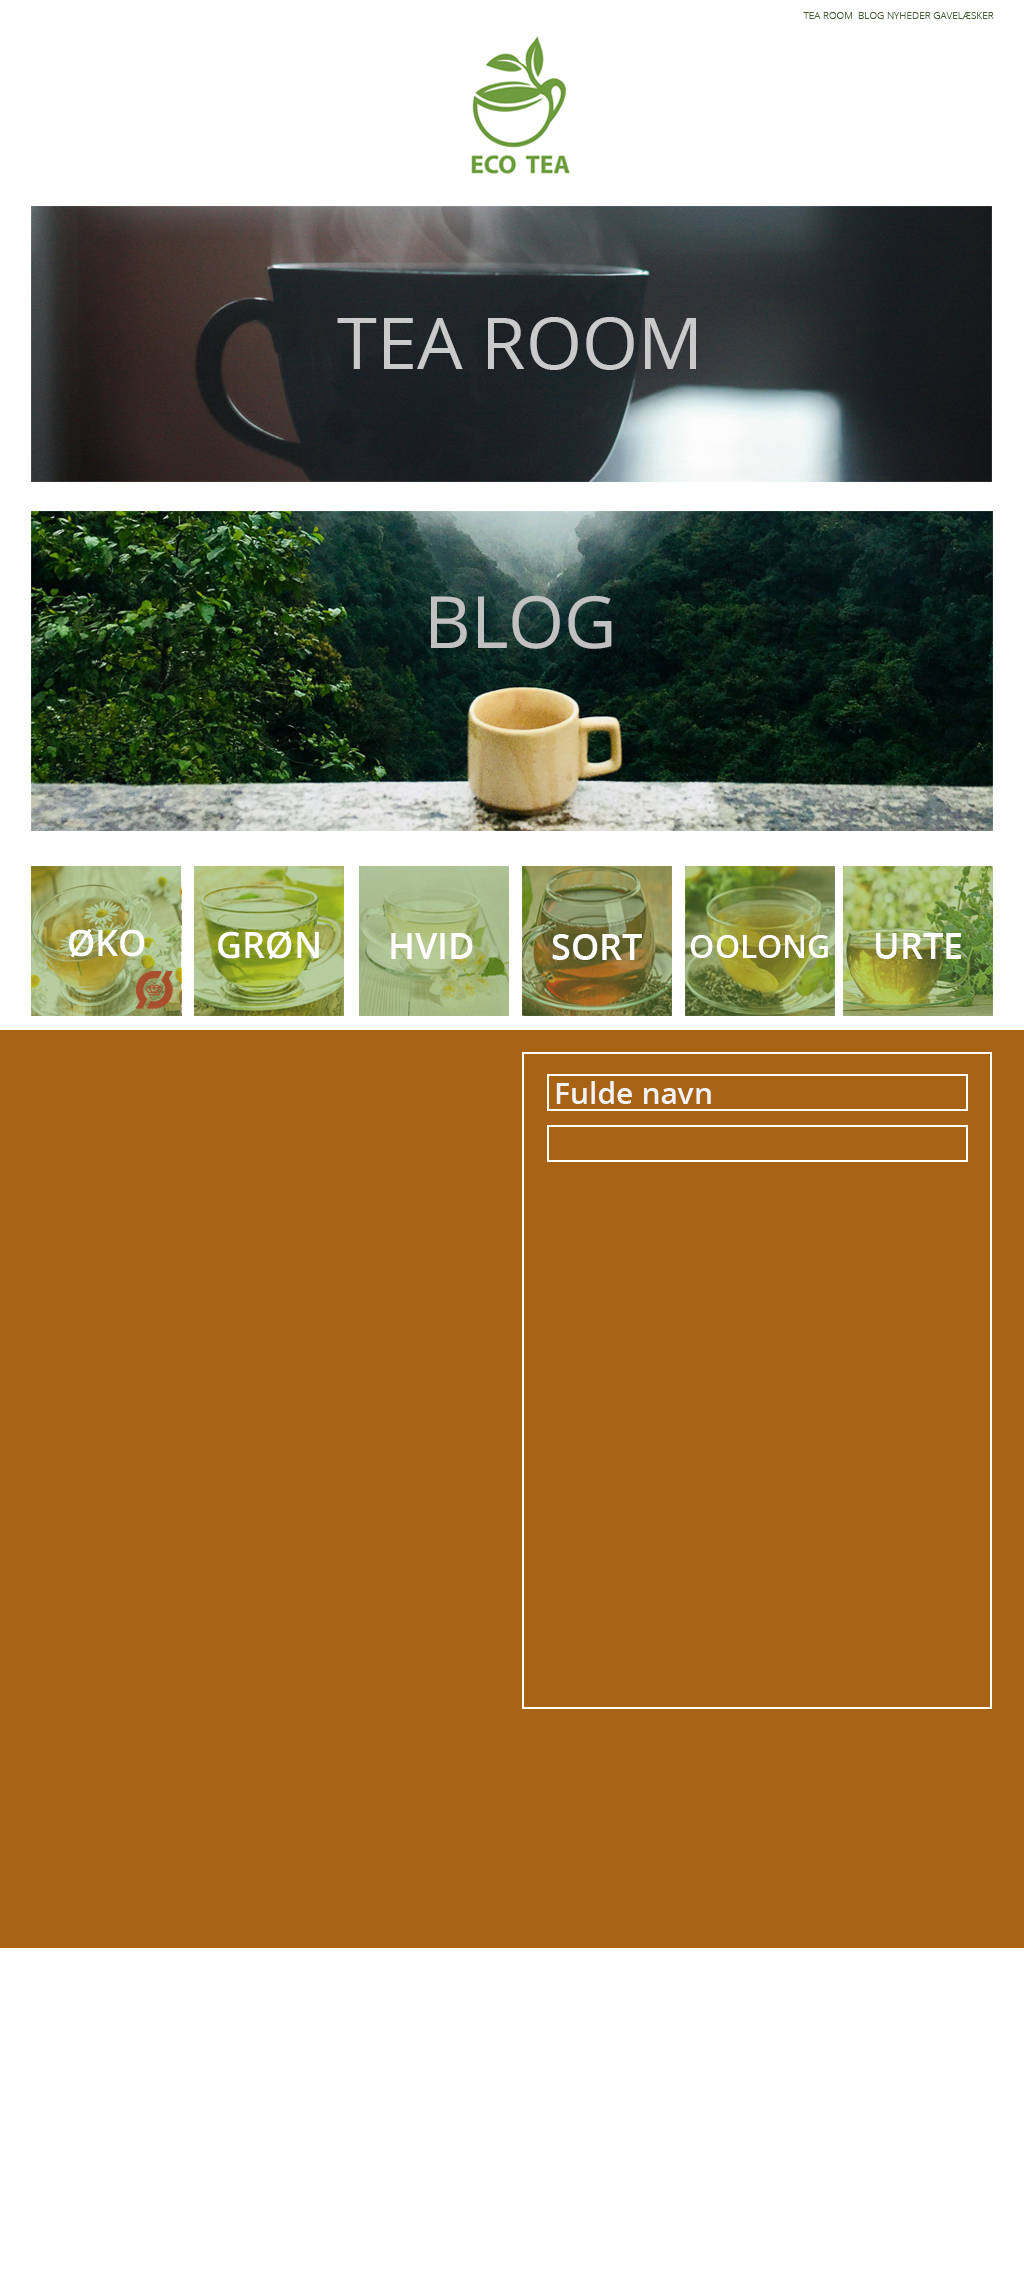 TEA ROOM BLOG NYHEDER GAVELÆSKER
ECO TEA
TEA ROOM
BLOG
ØKO GRØN HVID SORT OOLONG URTE
Fulde navn